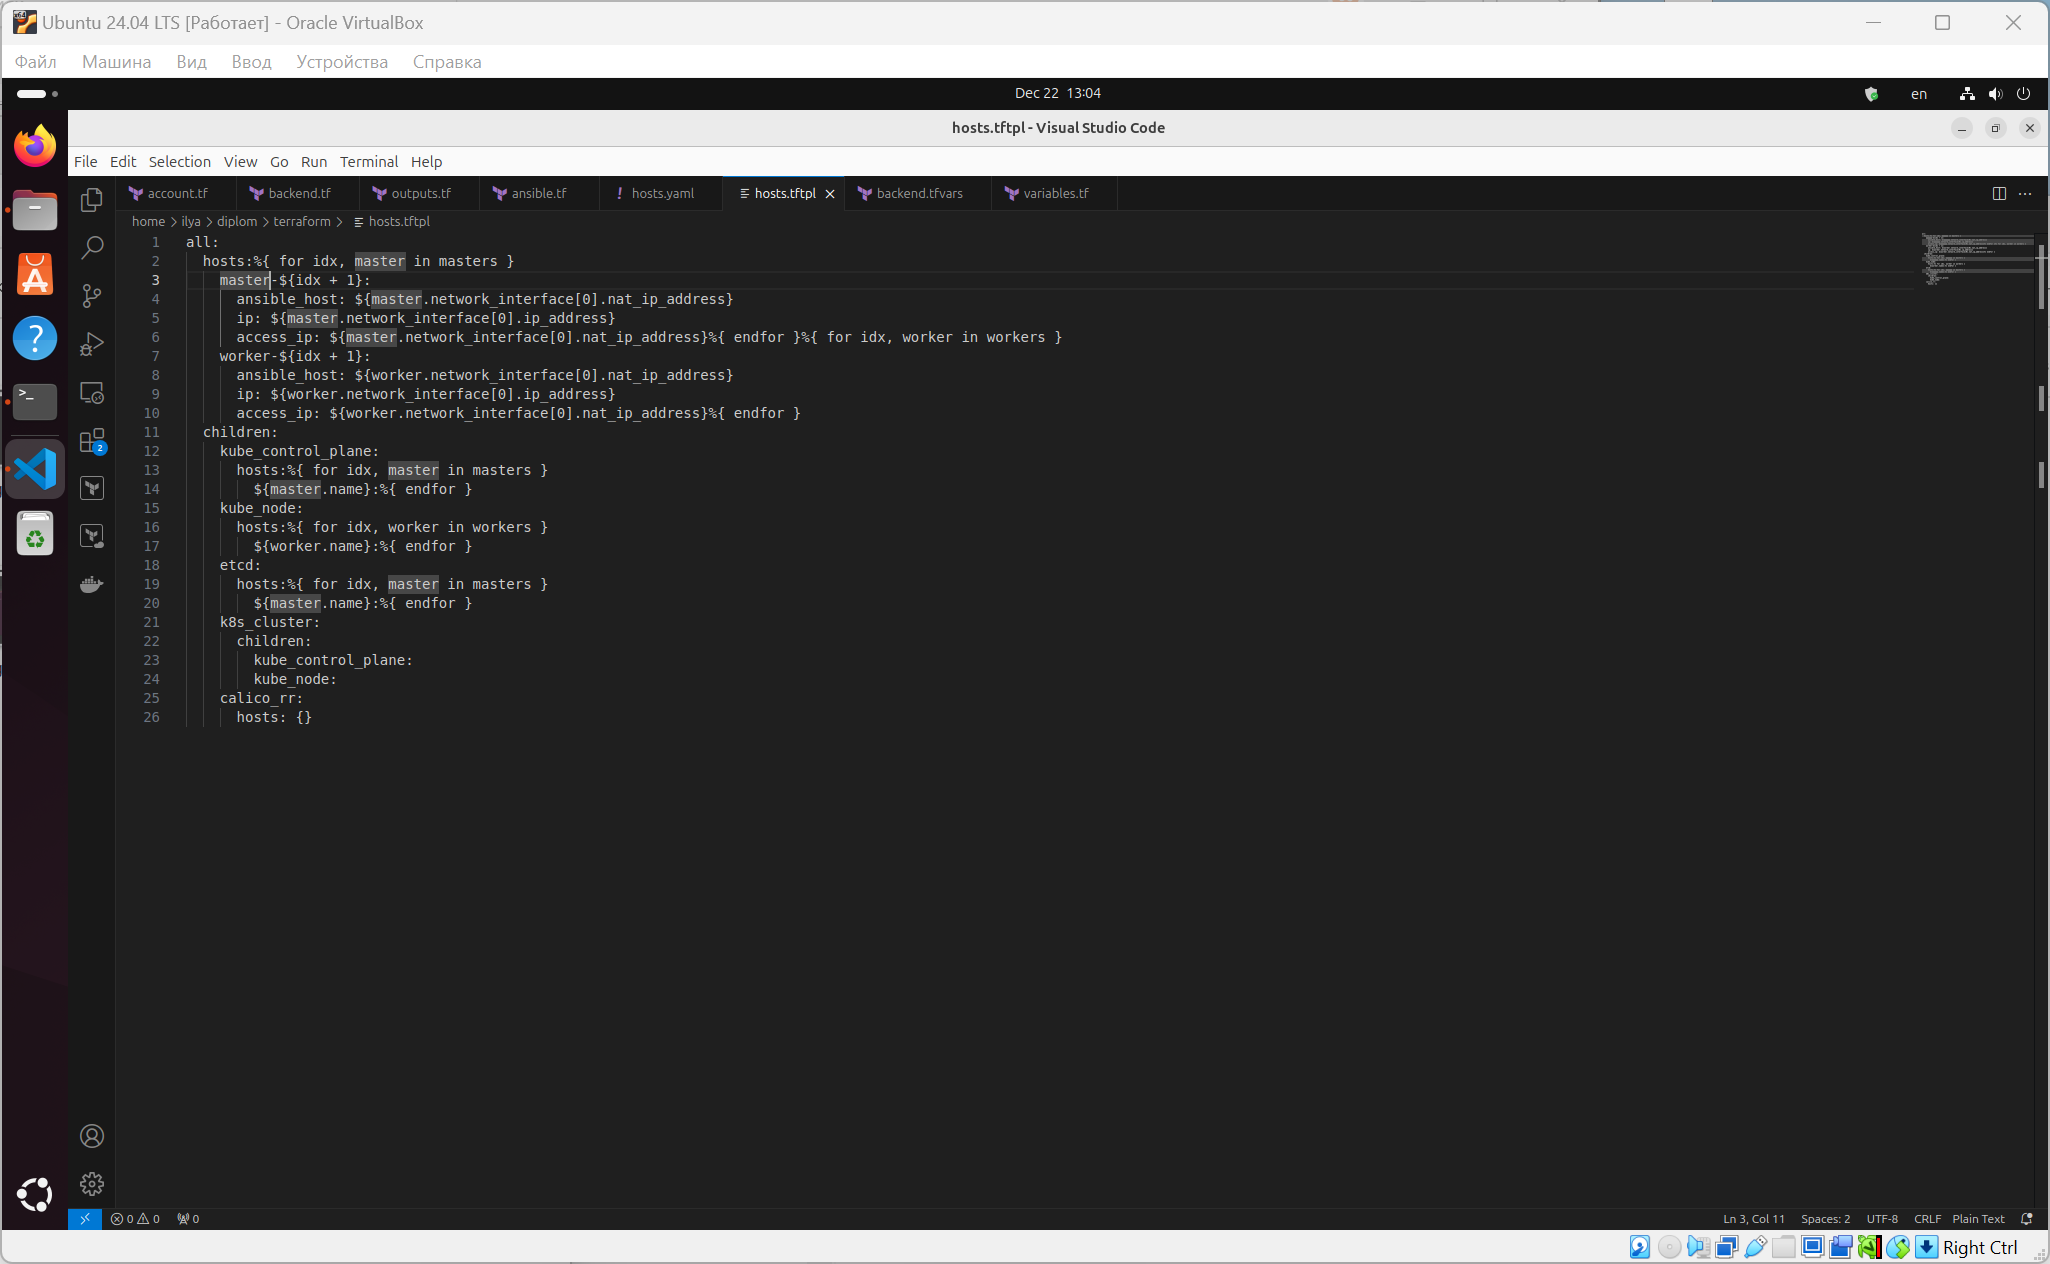 Ubuntu 24.04 LTS [Работает] - Oracle VirtualBox
Файл Машина Вид Ввод Устройства Справка
Dec 22 13:04
en
hosts.tftpl - Visual Studio Code
File Edit Selection View Go Run Terminal Help
account.tf backend.tf outputs.tf ansible.tf ! hosts.yaml hosts.tftpl backend.tfvars variables.tf
home > ilya > diplom > terraform > hosts.tftpl
1 all:
2 hosts:%{ for idx, master in masters }
3 master-${idx + 1}:
4 ansible_host: ${master.network_interface[0].nat_ip_address}
5 ip: ${master.network_interface[0].ip_address}
6 access_ip: ${master.network_interface[0].nat_ip_address}%{ endfor }%{ for idx, worker in workers }
7 worker-${idx + 1}:
8 ansible_host: ${worker.network_interface[0].nat_ip_address}
9 ip: ${worker.network_interface[0].ip_address}
10 access_ip: ${worker.network_interface[0].nat_ip_address}%{ endfor }
11 children:
12 kube_control_plane:
13 hosts:%{ for idx, master in masters }
14 ${master.name}:%{ endfor }
15 kube_node:
16 hosts:%{ for idx, worker in workers }
17 ${worker.name}:%{ endfor }
18 etcd:
19 hosts:%{ for idx, master in masters }
20 ${master.name}:%{ endfor }
21 k8s_cluster:
22 children:
23 kube_control_plane:
24 kube_node:
25 calico_rr:
26 hosts: {}
2
0 0 0
Ln 3, Col 11 Spaces: 2 UTF-8 CRLF Plain Text
Right Ctrl